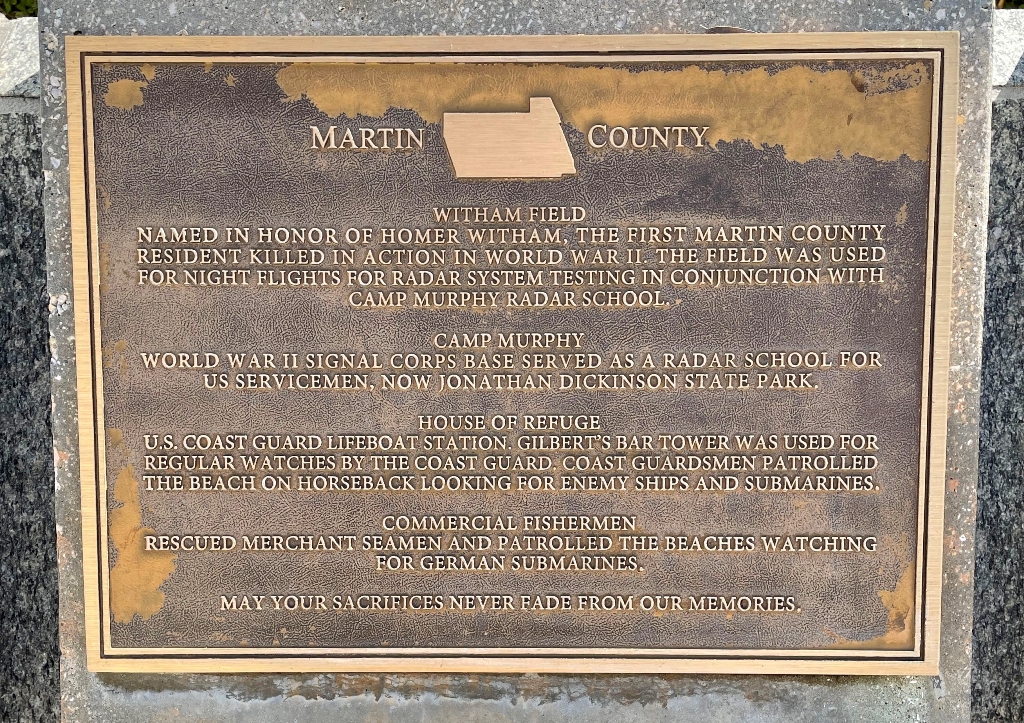 MARTIN COUNTY
WITHAM FIELD
NAMED IN HONOR OF HOMER WITHAM, THE FIRST MARTIN COUNTY
RESIDENT KILLED IN ACTION IN WORLD WAR II. THE FIELD WAS USED
FOR NIGHT FLIGHTS FOR RADAR SYSTEM TESTING IN CONJUNCTION WITH
CAMP MURPHY RADAR SCHOOL.
CAMP MURPHY
WORLD WAR II SIGNAL CORPS BASE SERVED AS A RADAR SCHOOL FOR
US SERVICEMEN, NOW JONATHAN DICKINSON STATE PARK.
HOUSE OF REFUGE
U.S. COAST GUARD LIFEBOAT STATION. GILBERT'S BAR TOWER WAS USED FOR
REGULAR WATCHES BY THE COAST GUARD. COAST GUARDSMEN PATROLLED
THE BEACH ON HORSEBACK LOOKING FOR ENEMY SHIPS AND SUBMARINES.
COMMERCIAL FISHERMEN
RESCUED MERCHANT SEAMEN AND PATROLLED THE BEACHES WATCHING
FOR GERMAN SUBMARINES.
MAY YOUR SACRIFICES NEVER FADE FROM OUR MEMORIES.